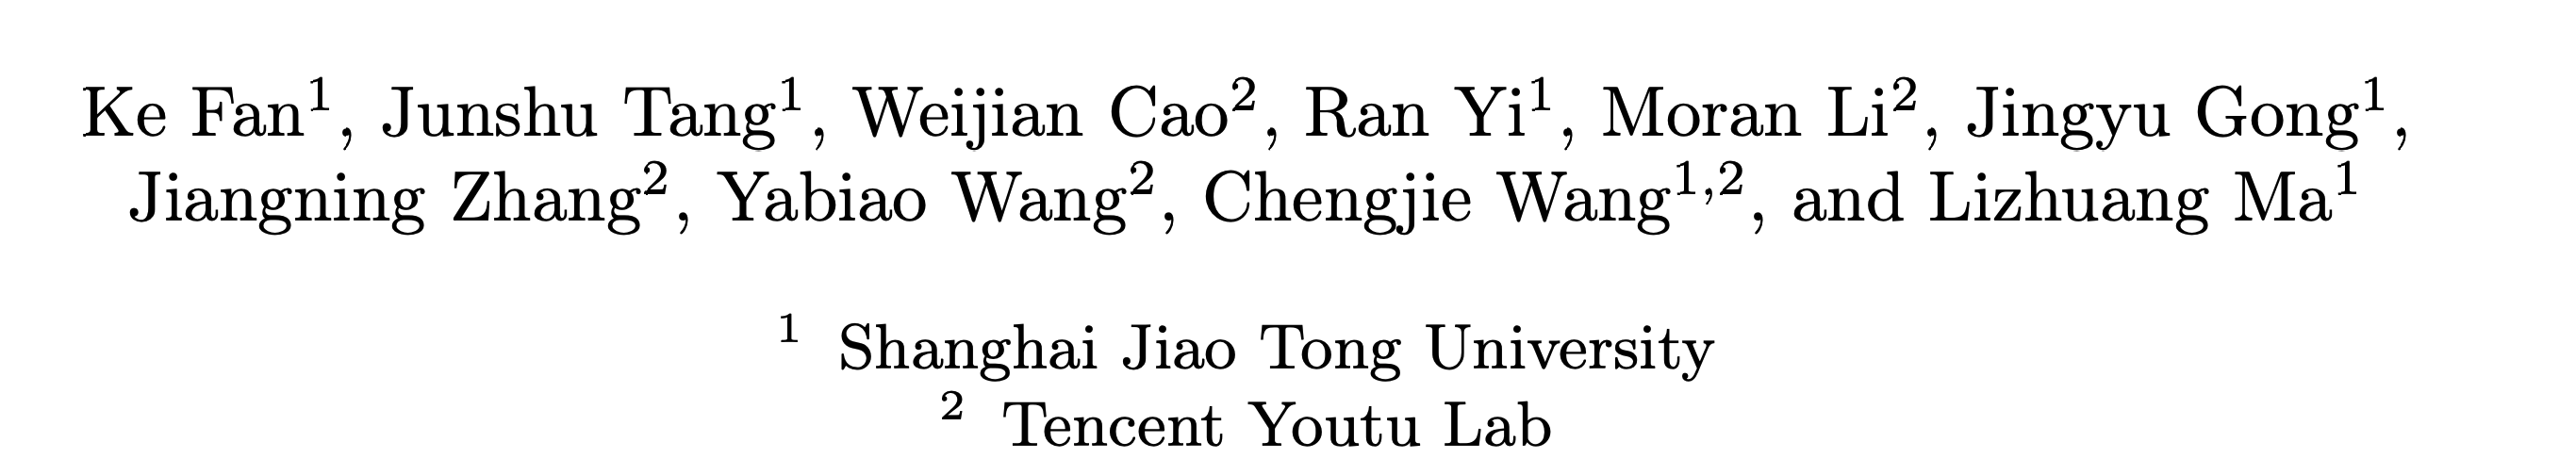 Ke Fan¹, Junshu Tang¹, Weijian Cao², Ran Yi¹, Moran Li², Jingyu Gong¹,
Jiangning Zhang², Yabiao Wang², Chengjie Wang¹,², and Lizhuang Ma¹
¹ Shanghai Jiao Tong University
² Tencent Youtu Lab